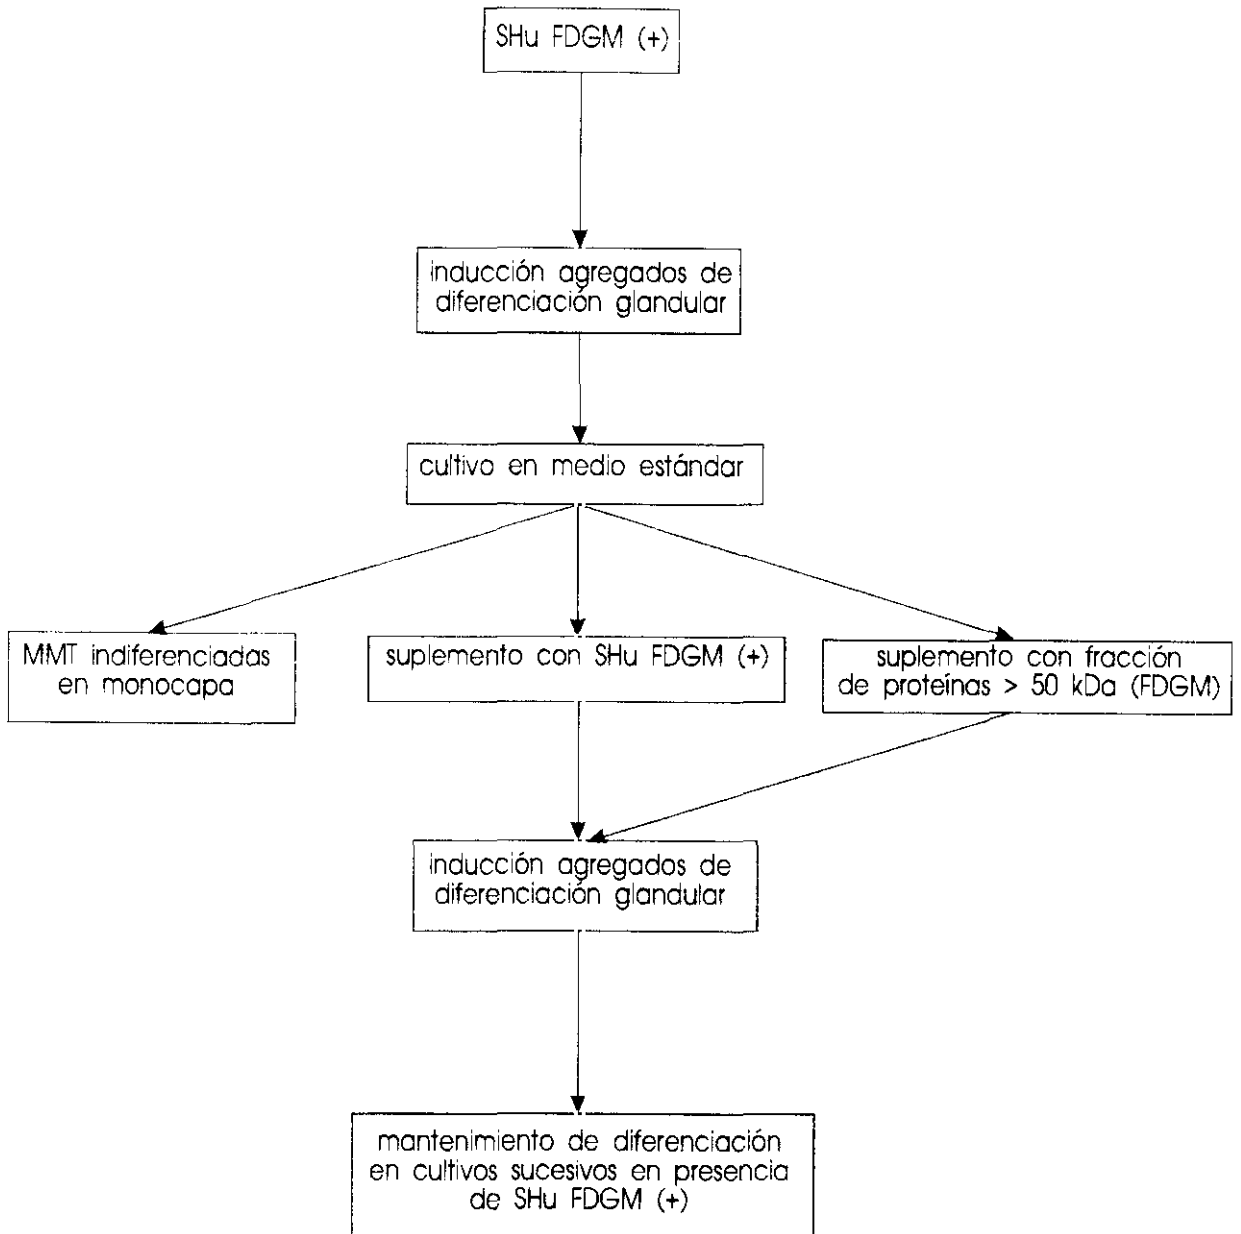 SHu FDGM (+)
inducción agregados de
diferenciación glandular
cultivo en medio estándar
MMT indiferenciadas
en monocapa
suplemento con SHu FDGM (+)
suplemento con fracción
de proteínas > 50 kDa (FDGM)
inducción agregados de
diferenciación glandular
mantenimiento de diferenciación
en cultivos sucesivos en presencia
de SHu FDGM (+)